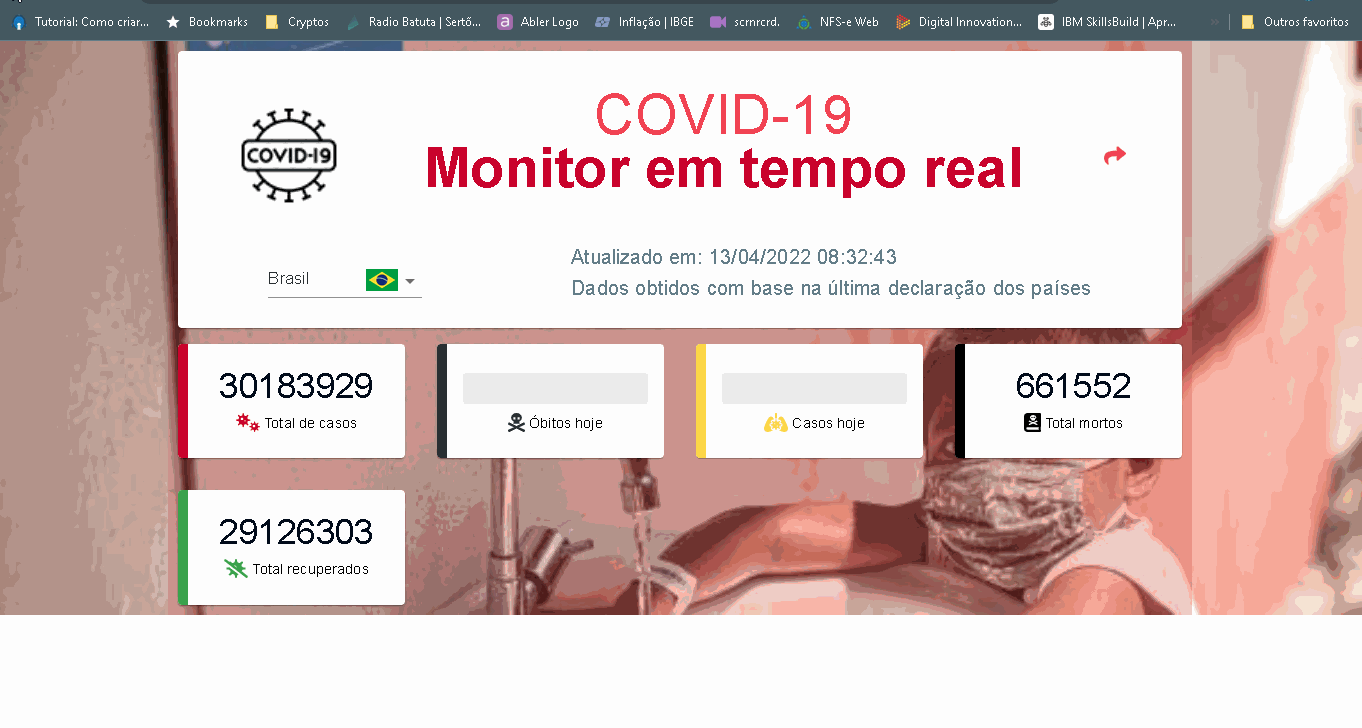 Tutorial: Como criar...
Bookmarks
Cryptos
Radio Batuta | Sertõ...
Abler Logo
Inflação | IBGE
scrnrcrd.
NFS-e Web
Digital Innovation...
IBM SkillsBuild | Apr...
Outros favoritos
COVID-19
COVID-19
Monitor em tempo real
Atualizado em: 13/04/2022 08:32:43
Brasil
Dados obtidos com base na última declaração dos países
30183929
Total de casos
Óbitos hoje
Casos hoje
661552
Total mortos
29126303
Total recuperados